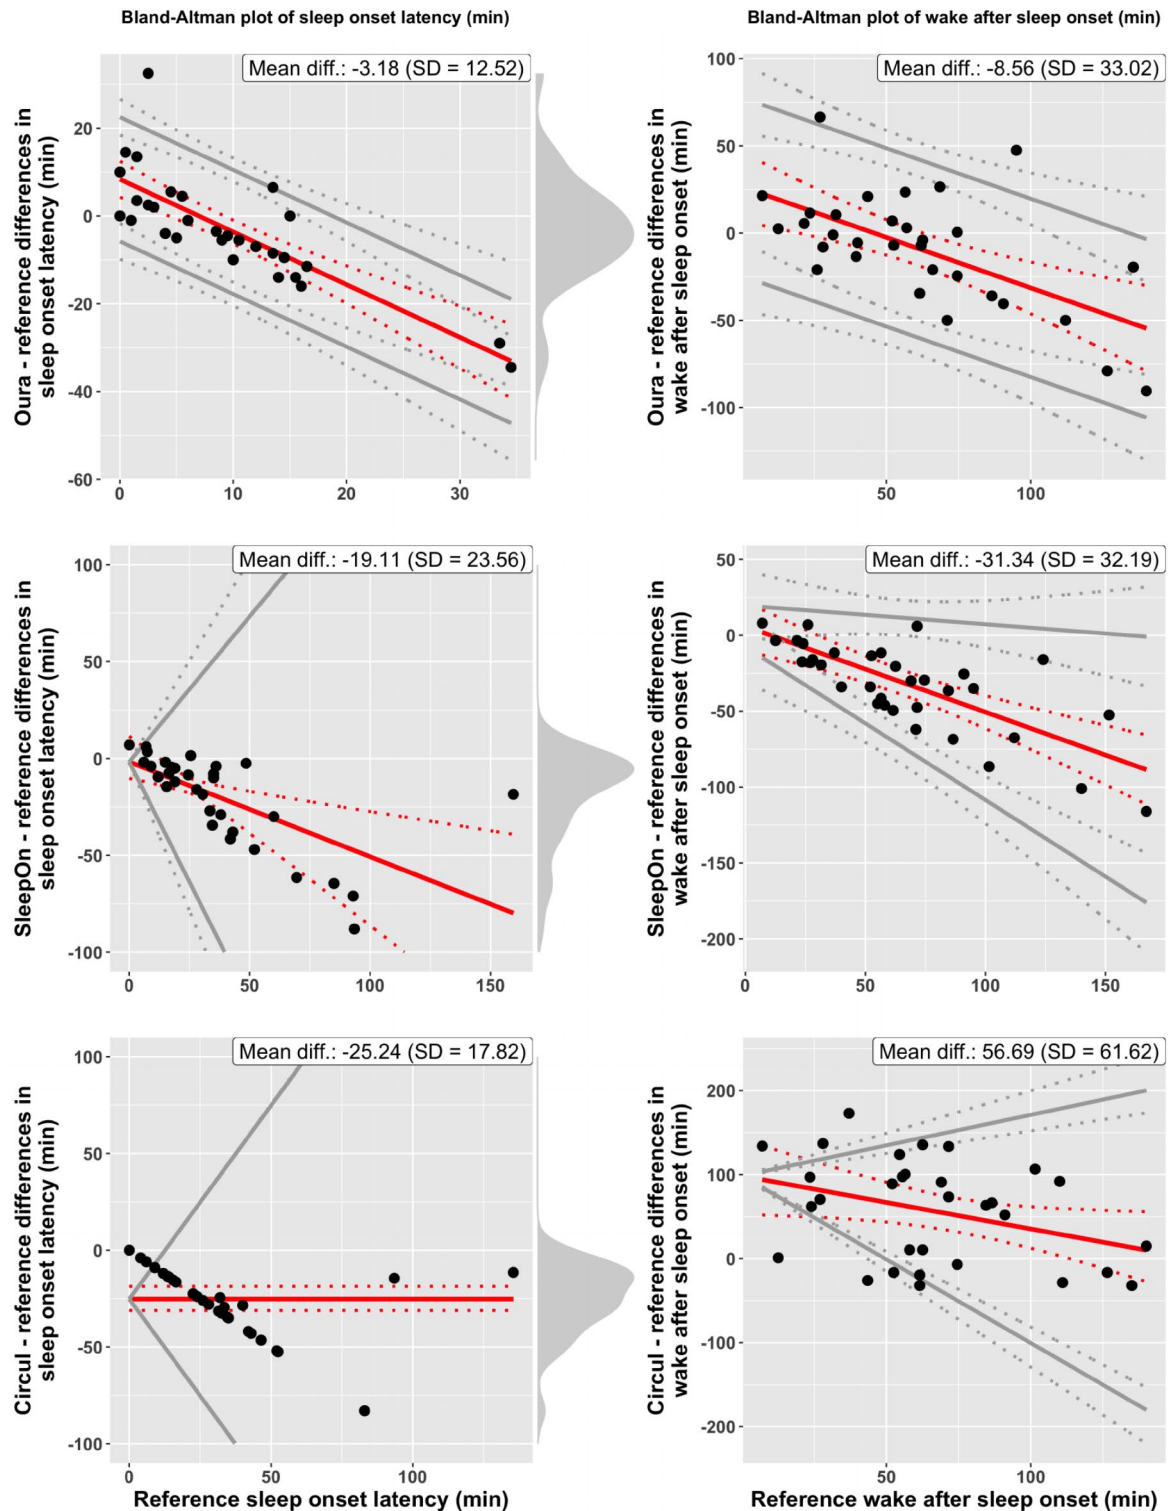 Bland-Altman plot of sleep onset latency (min)
Bland-Altman plot of wake after sleep onset (min)
Oura - reference differences in
sleep onset latency (min)
Mean diff.: -3.18 (SD = 12.52)
20
0
-20
-40
-60
0 10 20 30
Oura - reference differences in
wake after sleep onset (min)
Mean diff.: -8.56 (SD = 33.02)
100
50
0
-50
-100
50 100
SleepOn - reference differences in
sleep onset latency (min)
Mean diff.: -19.11 (SD = 23.56)
100
50
0
-50
-100
0 50 100 150
SleepOn - reference differences in
wake after sleep onset (min)
Mean diff.: -31.34 (SD = 32.19)
50
0
-50
-100
-150
-200
0 50 100 150
Circul - reference differences in
sleep onset latency (min)
Mean diff.: -25.24 (SD = 17.82)
100
50
0
-50
-100
0 50 100
Reference sleep onset latency (min)
Circul - reference differences in
wake after sleep onset (min)
Mean diff.: 56.69 (SD = 61.62)
200
100
0
-100
-200
50 100
Reference wake after sleep onset (min)